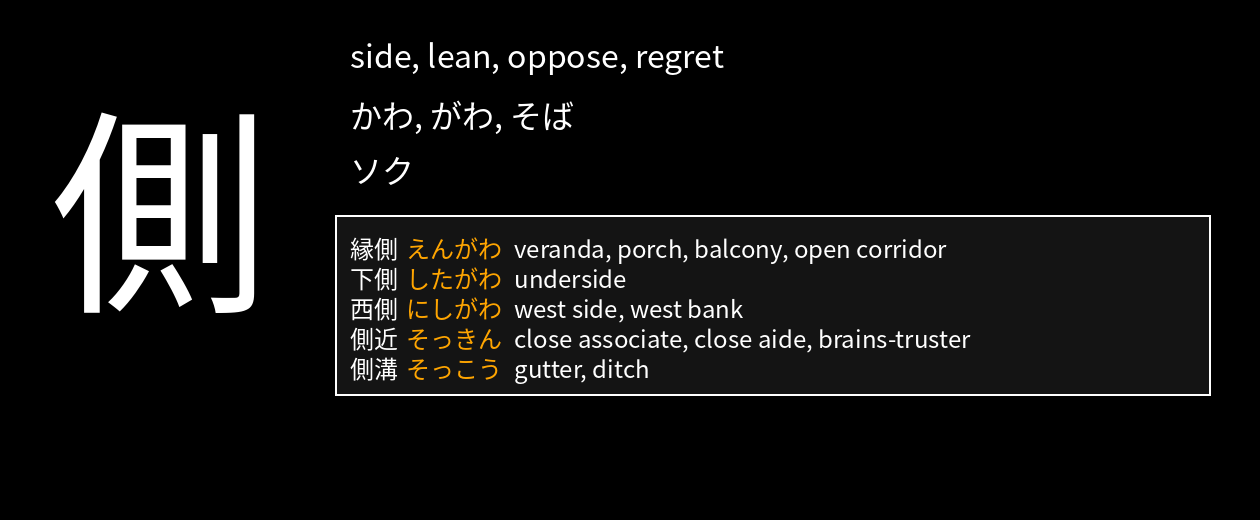 側
side, lean, oppose, regret
かわ, がわ, そば
ソク
縁側 えんがわ veranda, porch, balcony, open corridor
下側 したがわ underside
西側 にしがわ west side, west bank
側近 そっきん close associate, close aide, brains-truster
側溝 そっこう gutter, ditch